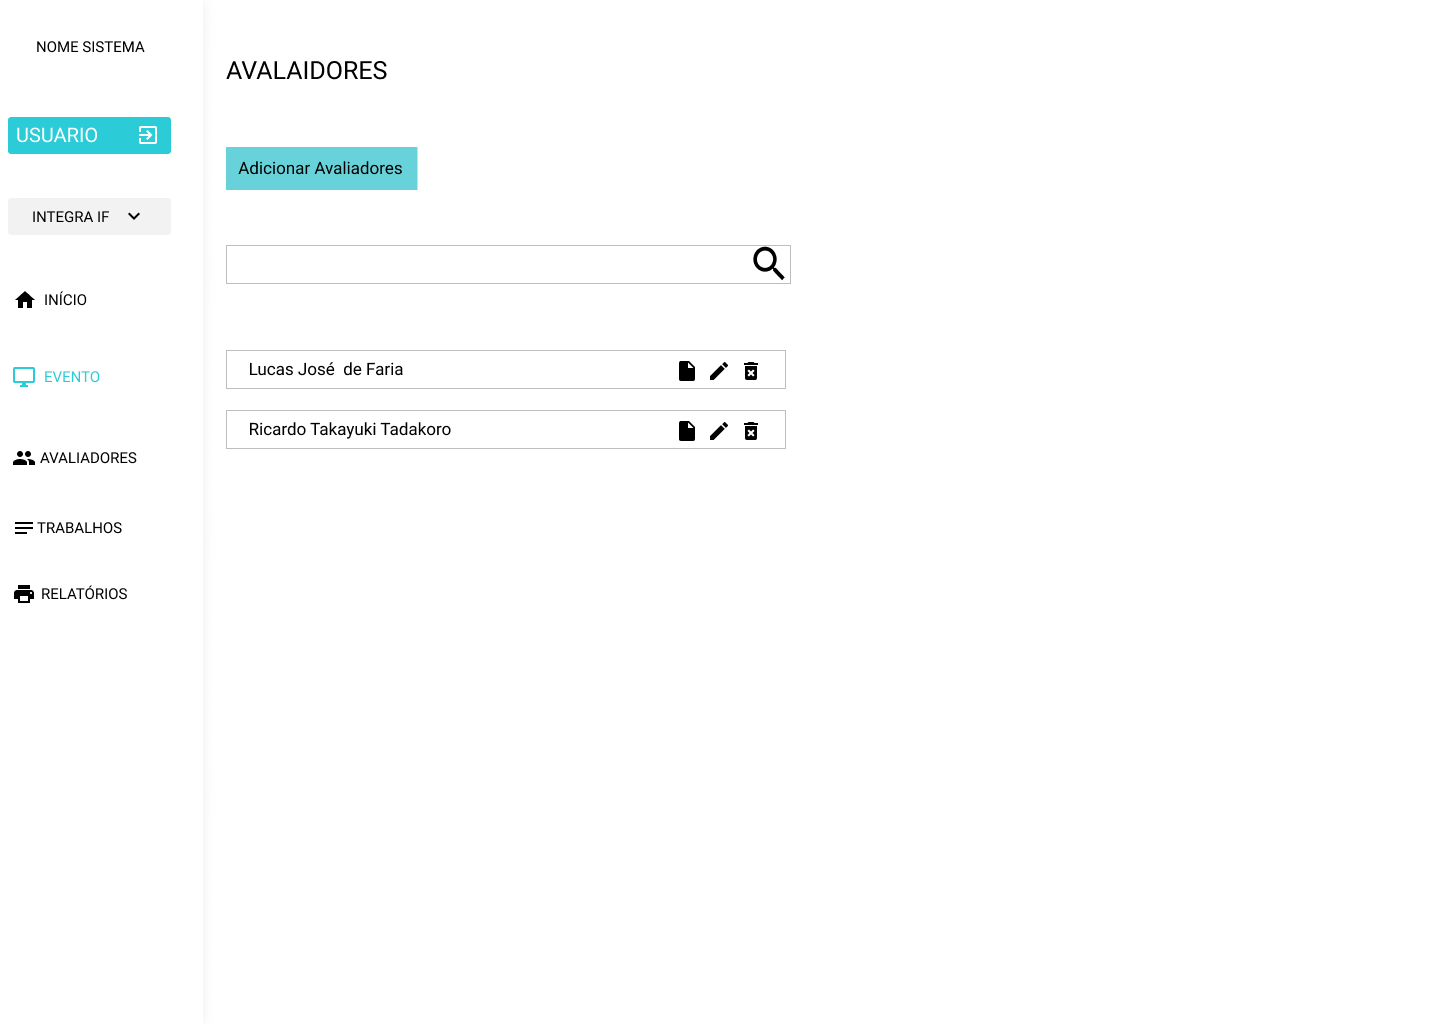 NOME SISTEMA
USUARIO
INTEGRA IF
INÍCIO
EVENTO
AVALIADORES
TRABALHOS
RELATÓRIOS
AVALAIDORES
Adicionar Avaliadores
Lucas José  de Faria
Ricardo Takayuki Tadakoro